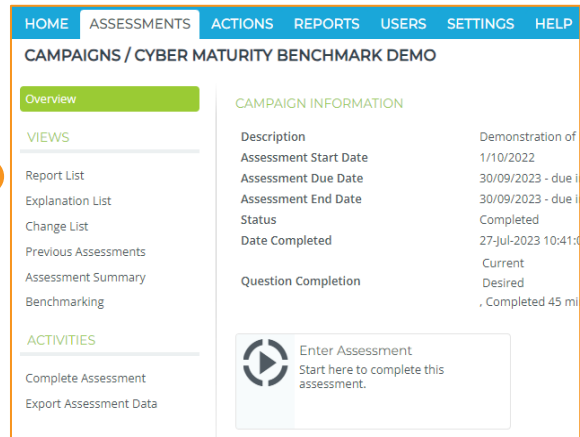 HOME ASSESSMENTS ACTIONS REPORTS USERS SETTINGS HELP
CAMPAIGNS / CYBER MATURITY BENCHMARK DEMO
Overview
VIEWS
Report List
Explanation List
Change List
Previous Assessments
Assessment Summary
Benchmarking
ACTIVITIES
Complete Assessment
Export Assessment Data
CAMPAIGN INFORMATION
Description Demonstration of
Assessment Start Date 1/10/2022
Assessment Due Date 30/09/2023 - due
Assessment End Date 30/09/2023 - due
Status Completed
Date Completed 27-Jul-2023 10:41:
Question Completion
Current
Desired
, Completed 45
Enter Assessment
Start here to complete this
assessment.